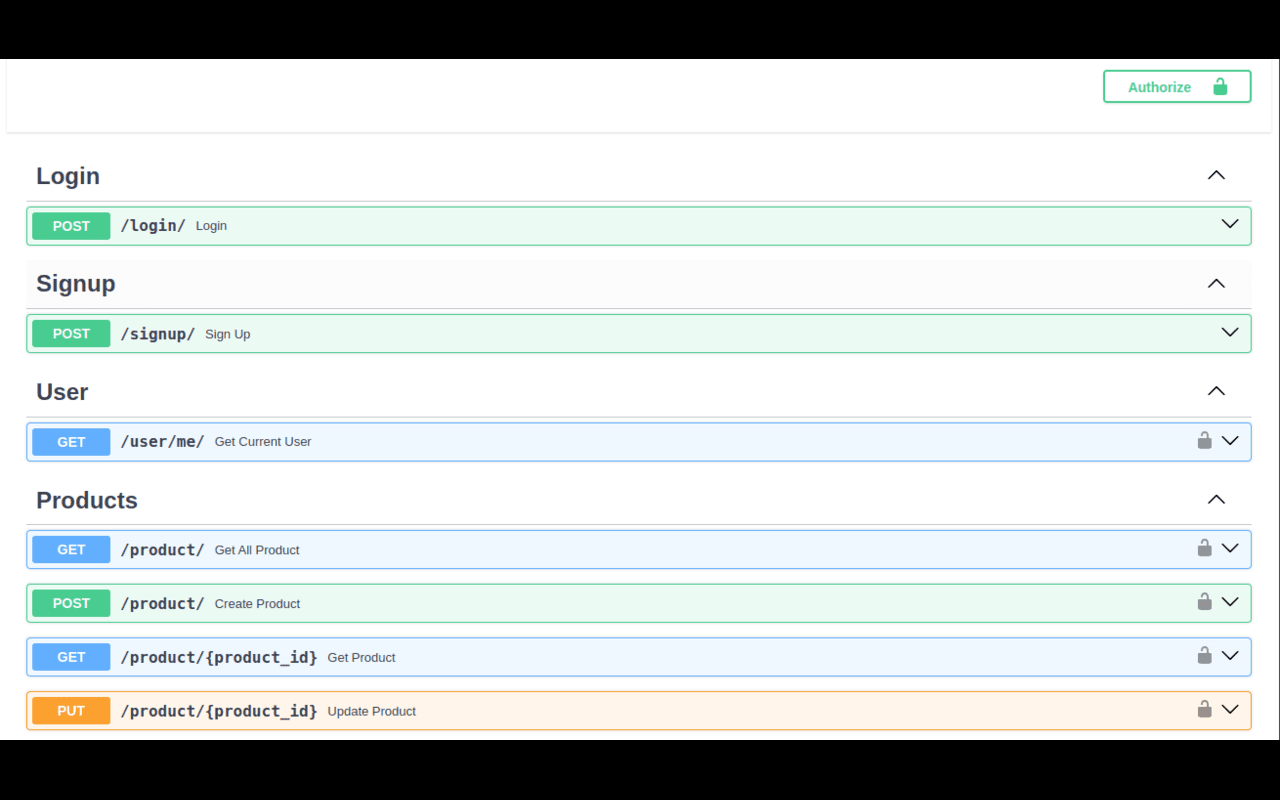 Authorize
Login
POST /login/ Login
Signup
POST /signup/ Sign Up
User
GET /user/me/ Get Current User
Products
GET /product/ Get All Product
POST /product/ Create Product
GET /product/{product_id} Get Product
PUT /product/{product_id} Update Product